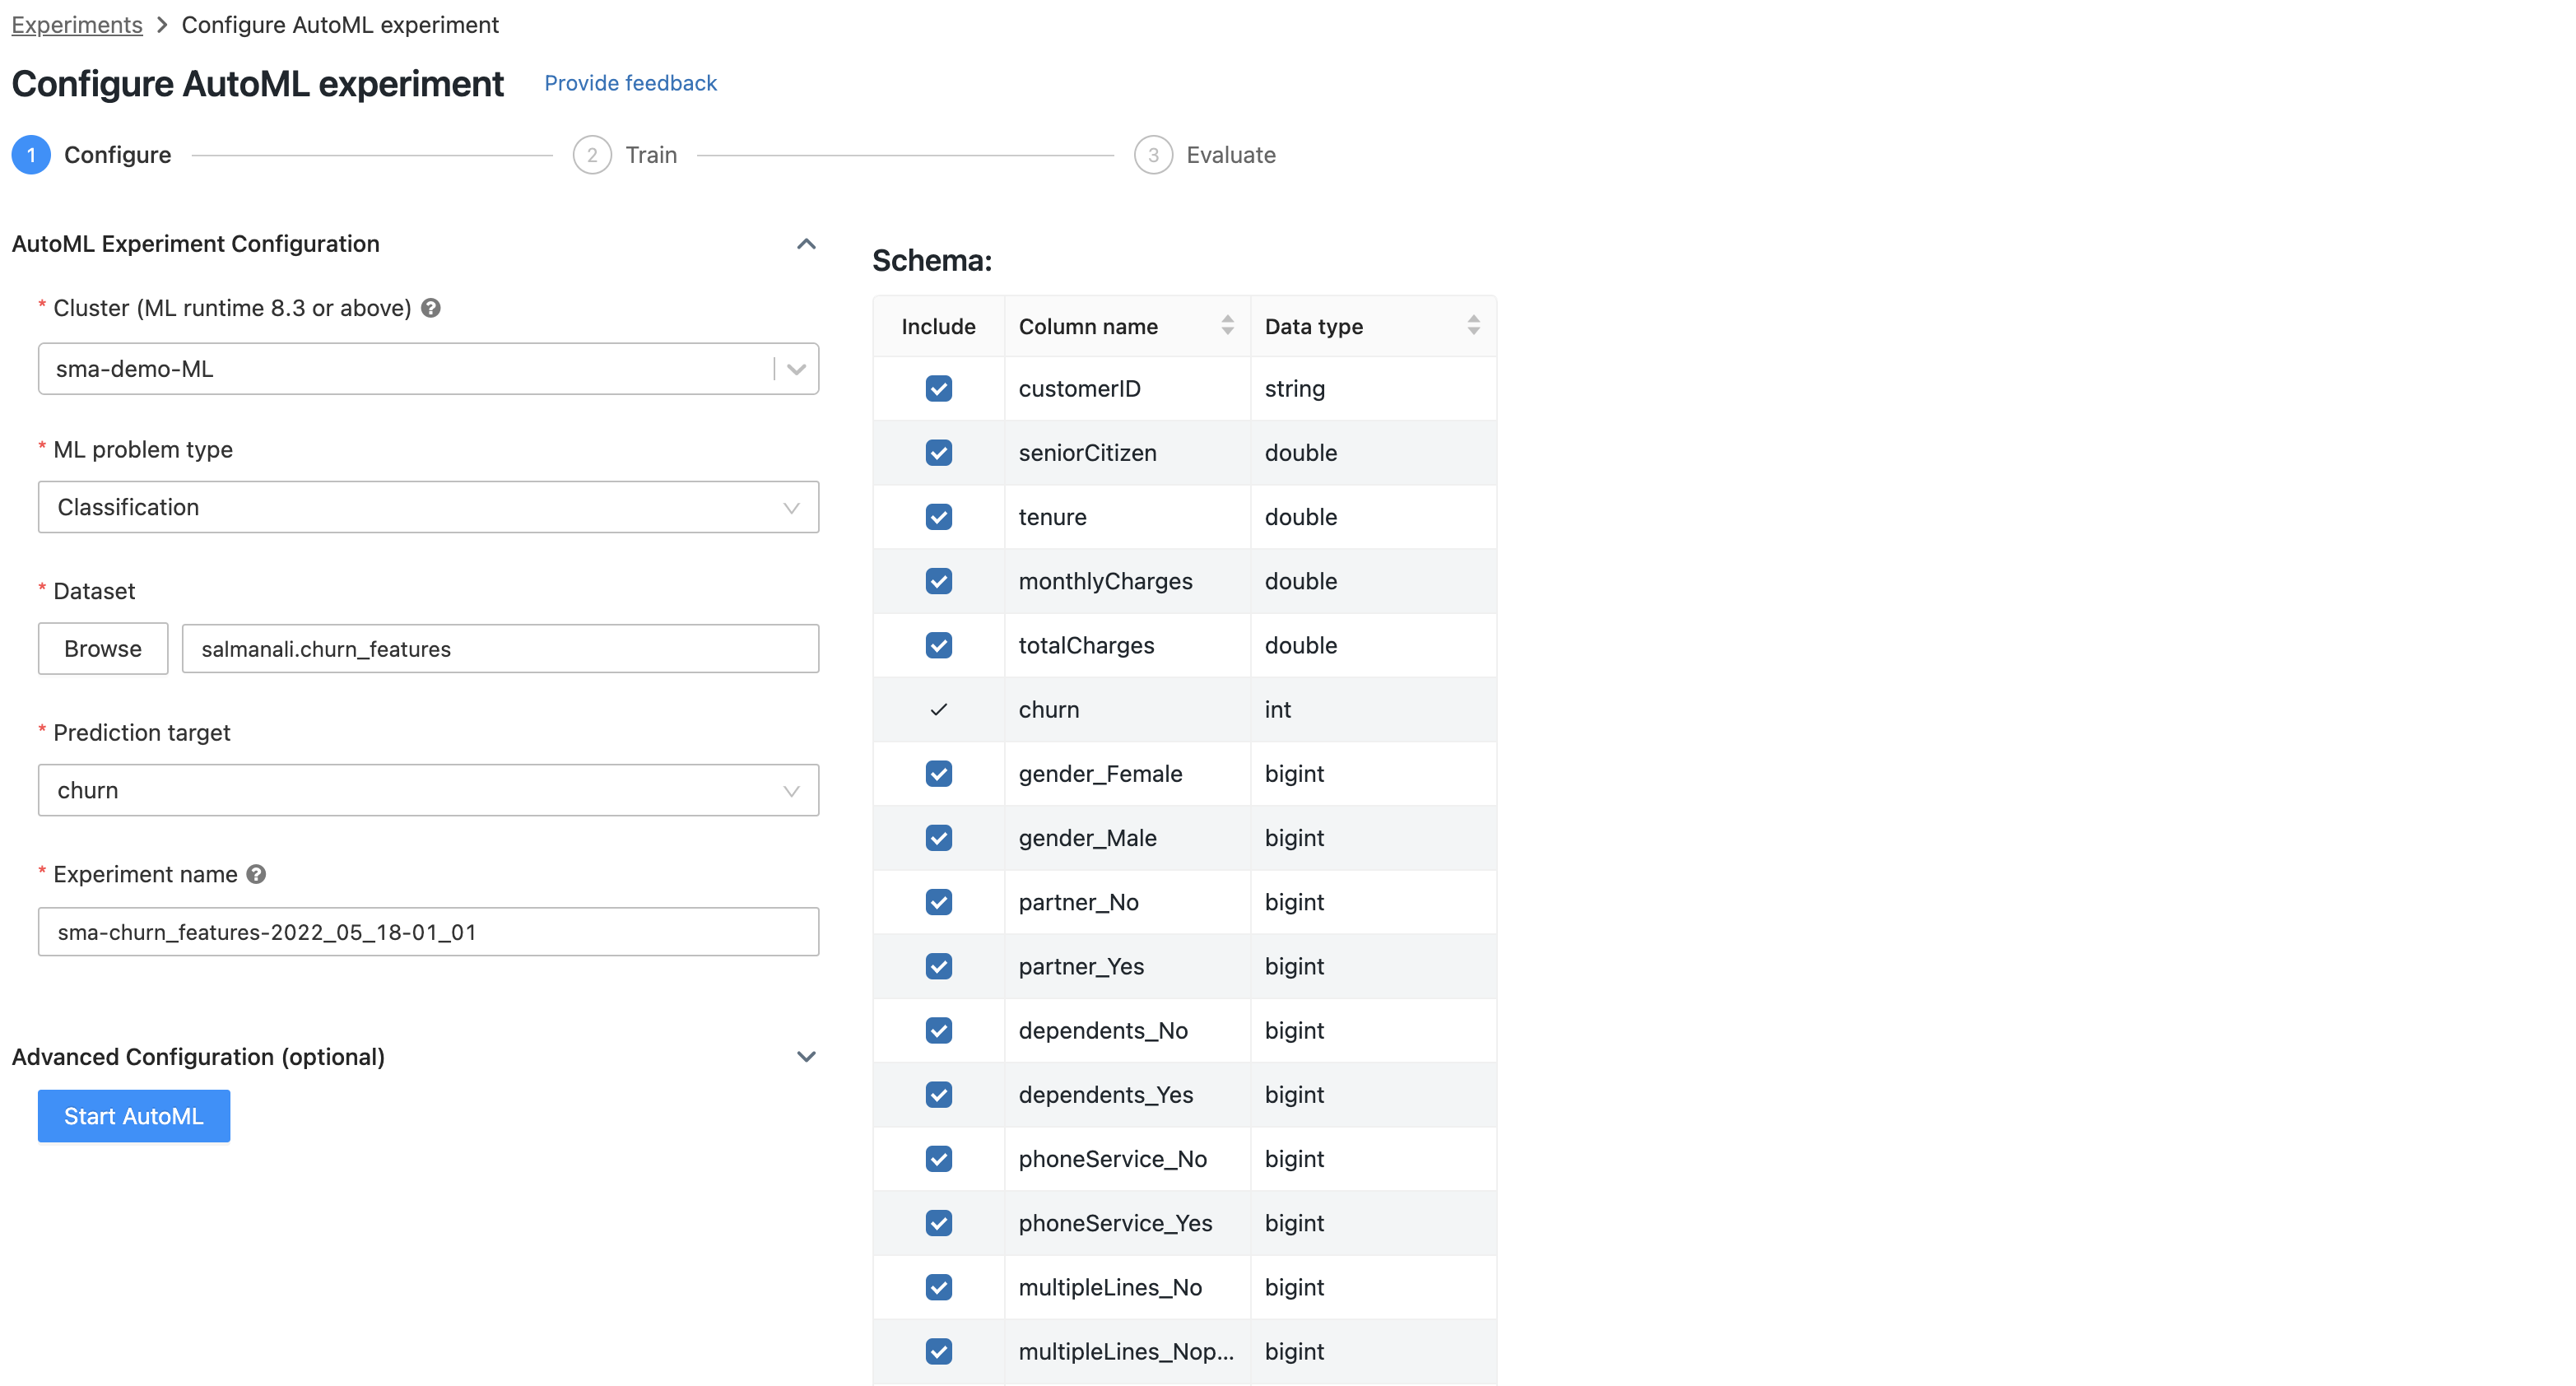 Experiments > Configure AutoML experiment
Configure AutoML experiment Provide feedback
1 Configure 2 Train 3 Evaluate
AutoML Experiment Configuration
* Cluster (ML runtime 8.3 or above) ?
sma-demo-ML
* ML problem type
Classification
* Dataset
Browse salmanali.churn_features
* Prediction target
churn
* Experiment name ?
sma-churn_features-2022_05_18-01_01
Advanced Configuration (optional)
Start AutoML
Schema:
Include Column name Data type
customerID string
seniorCitizen double
tenure double
monthlyCharges double
totalCharges double
churn int
gender_Female bigint
gender_Male bigint
partner_No bigint
partner_Yes bigint
dependents_No bigint
dependents_Yes bigint
phoneService_No bigint
phoneService_Yes bigint
multipleLines_No bigint
multipleLines_Nop... bigint